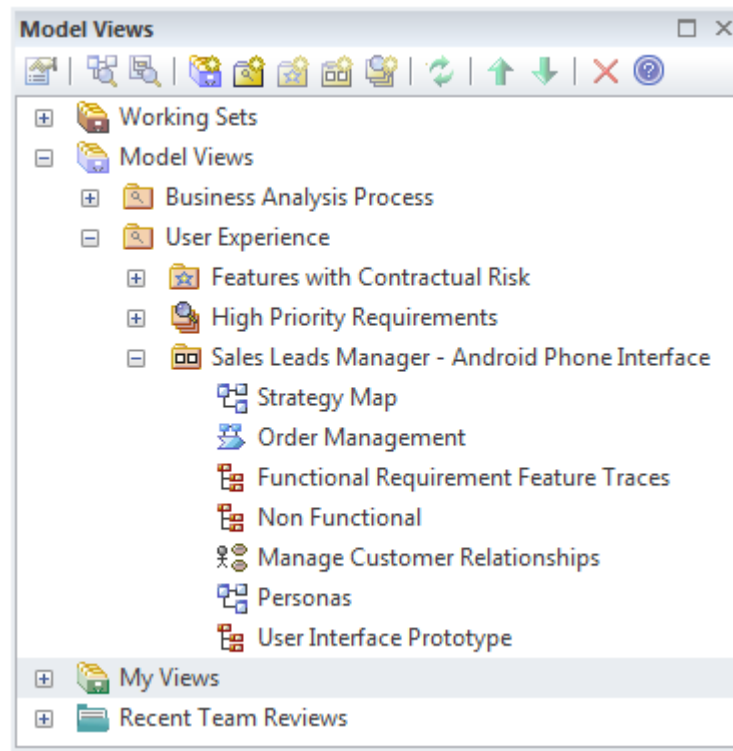 Model Views
Working Sets
Model Views
Business Analysis Process
User Experience
Features with Contractual Risk
High Priority Requirements
Sales Leads Manager - Android Phone Interface
Strategy Map
Order Management
Functional Requirement Feature Traces
Non Functional
Manage Customer Relationships
Personas
User Interface Prototype
My Views
Recent Team Reviews